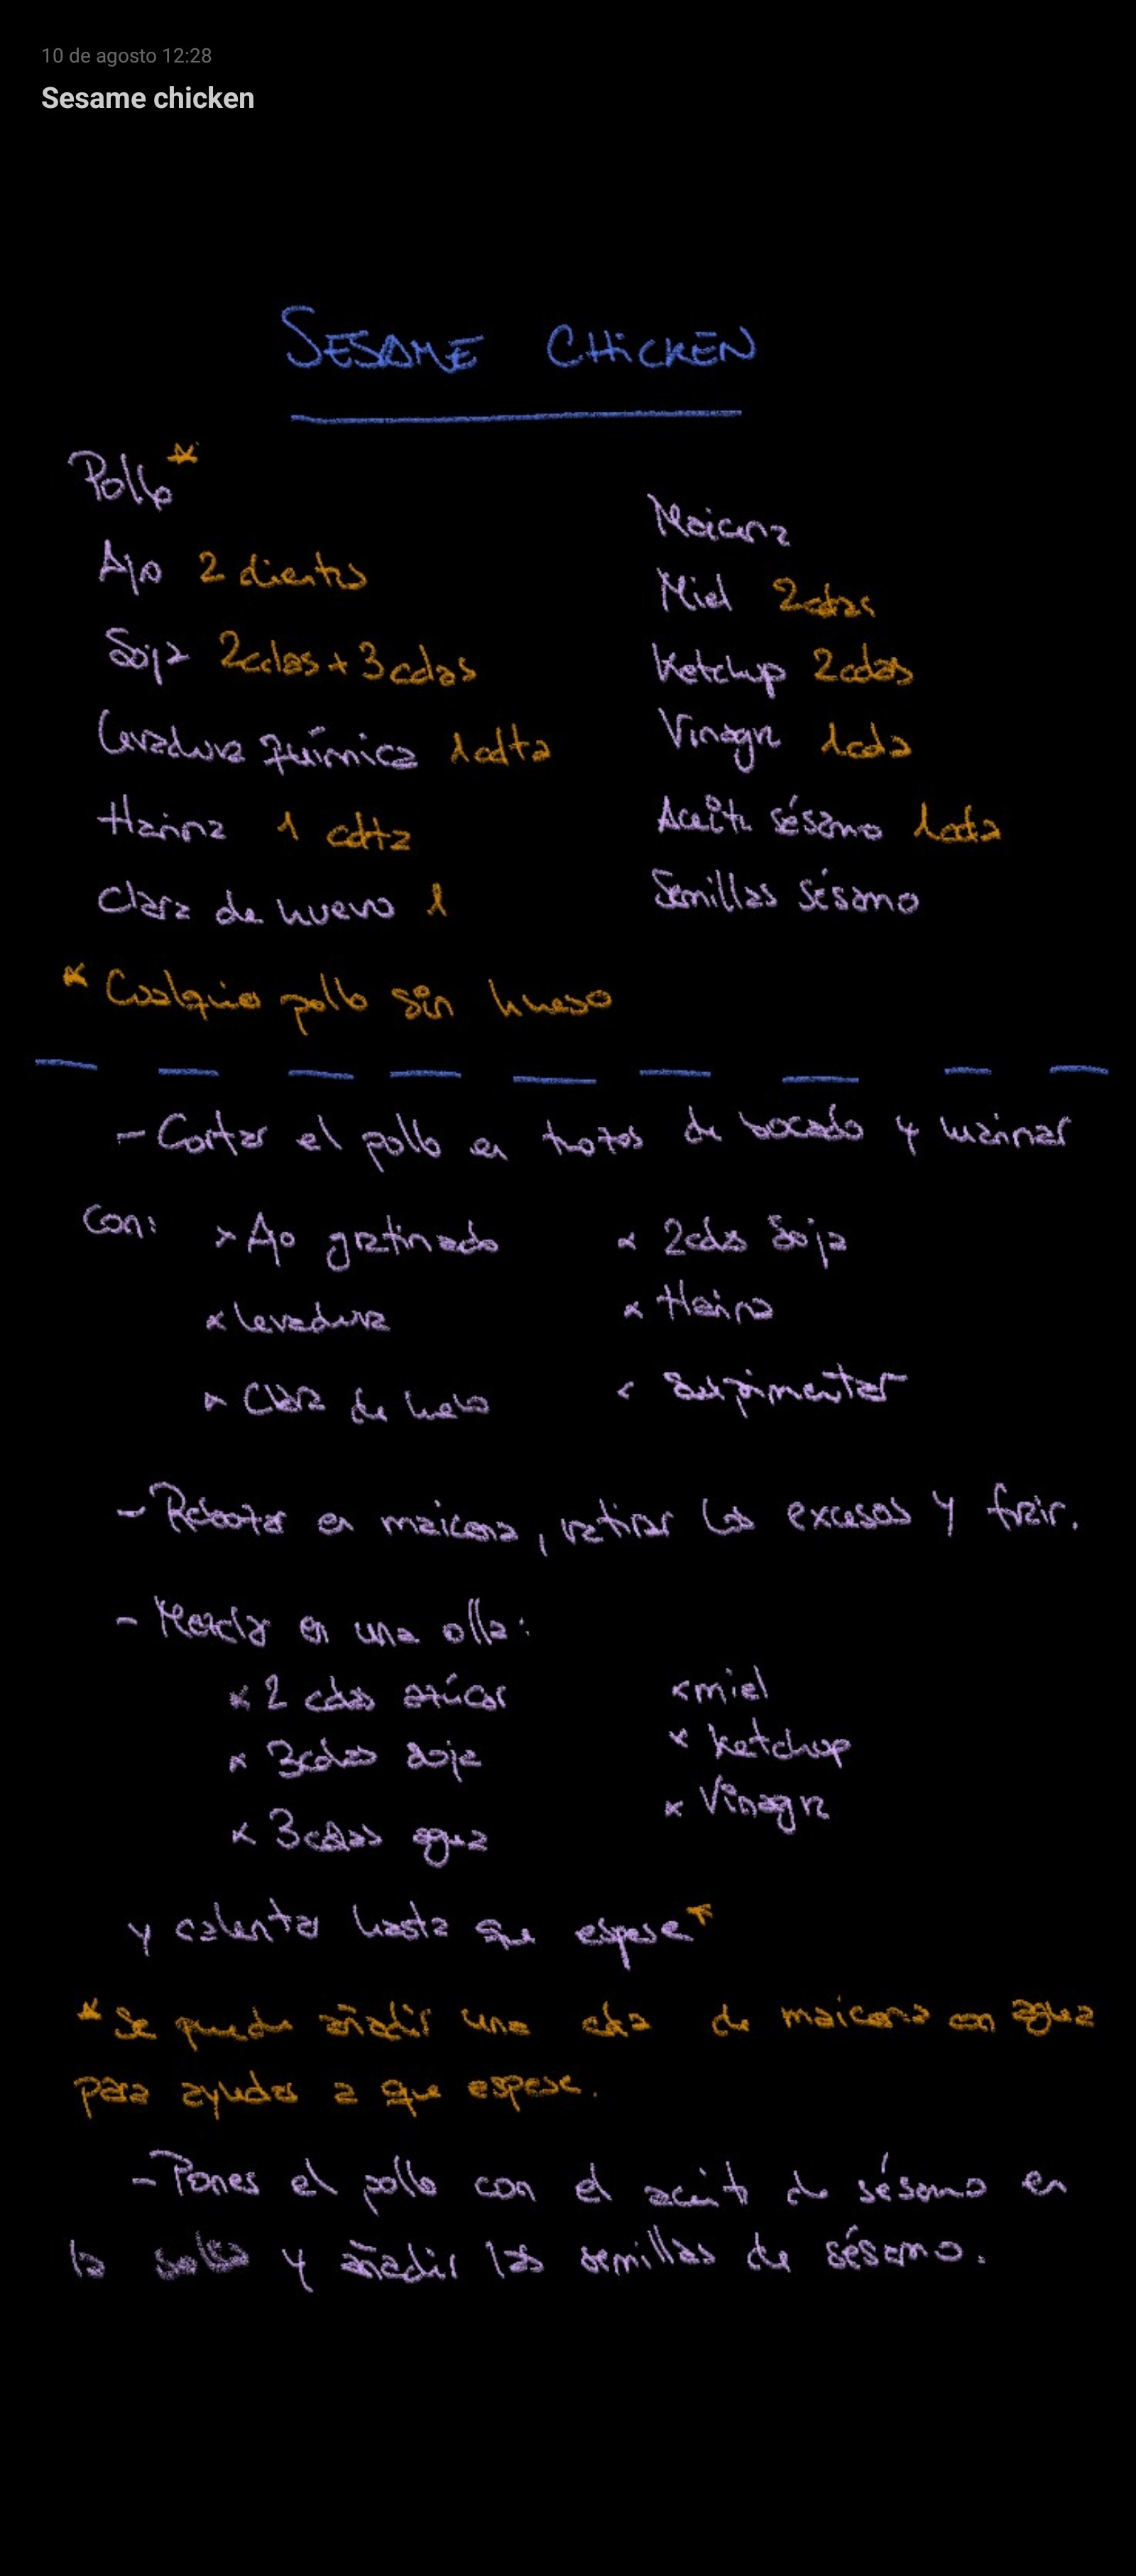 10 de agosto 12:28
Sesame chicken
SESAME CHICKEN
Pollo *
Ajo 2 dientes
Soja 2cdas + 3cdas
Levadura química 1cdta
Harina 1 cdta
Clara de huevo 1
Maicena
Miel 2cdas
Ketchup 2cdas
Vinagre 1cda
Aceite sésamo 1cda
Semillas sésamo
* Cualquier pollo sin hueso
- Cortar el pollo en trozos de bocado y marinar
con:
x Ajo gratinado
x levadura
x Clara de huevo
x 2cdas Soja
x Harina
x Salpimentar
- Rebozar en maicena, retirar los excesos y freir.
- Mezclar en una olla:
x 2 cdas azúcar
x 3cdas soja
x 3cdas agua
x miel
x Ketchup
x Vinagre
y calentar hasta que espese *
* Se puede añadir una cda de maicena en agua
para ayudar a que espese.
- Pones el pollo con el aceite de sésamo en
la salsa y añadir las semillas de sésamo.